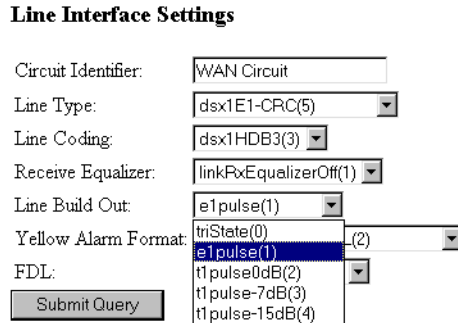 Line Interface Settings
Circuit Identifier: WAN Circuit
Line Type: dsx1E1-CRC(5)
Line Coding: dsx1HDB3(3)
Receive Equalizer: linkRxEqualizerOff(1)
Line Build Out: e1pulse(1)
triState(0)
Yellow Alarm Format: e1pulse(1) (2)
t1pulse0dB(2)
FDL: t1pulse-7dB(3)
Submit Query t1pulse-15dB(4)